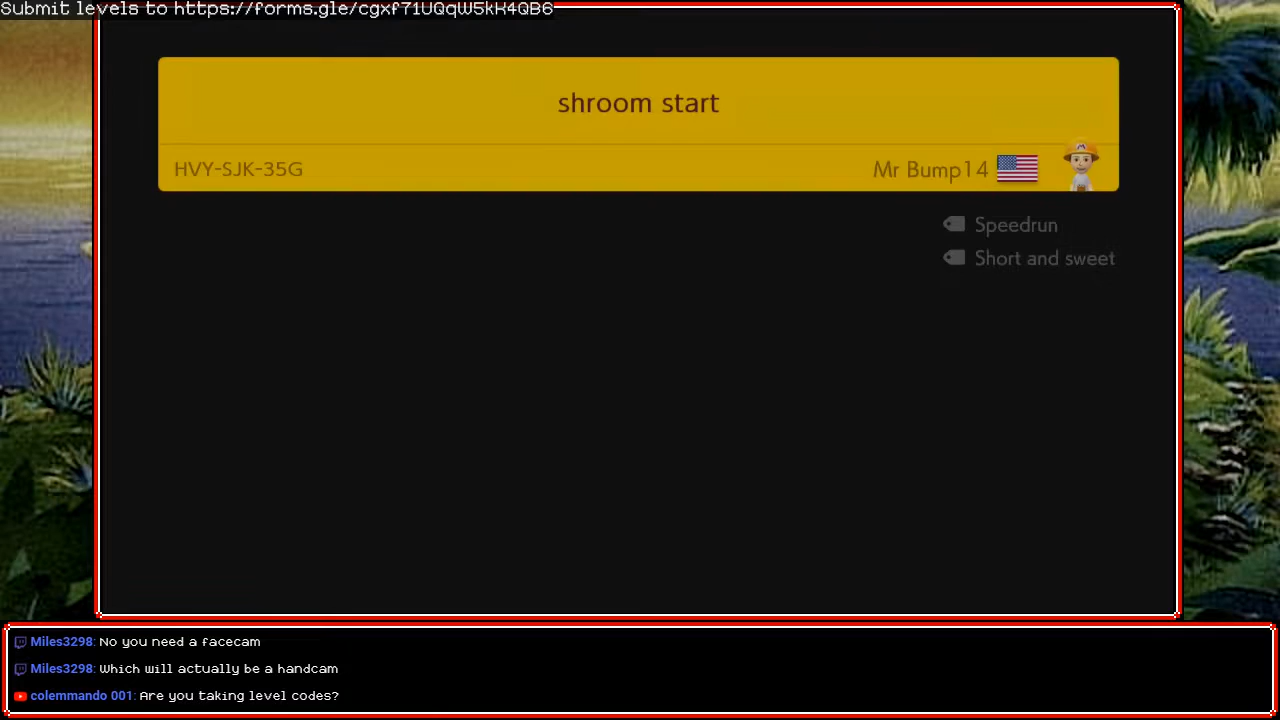 Submit levels to https://forms.gle/cgxf71UQqW5kH4QB6
shroom start
HVY-SJK-35G
Mr Bump14
Speedrun
Short and sweet
Miles3298: No you need a facecam
Miles3298: Which will actually be a handcam
colemmando 001: Are you taking level codes?